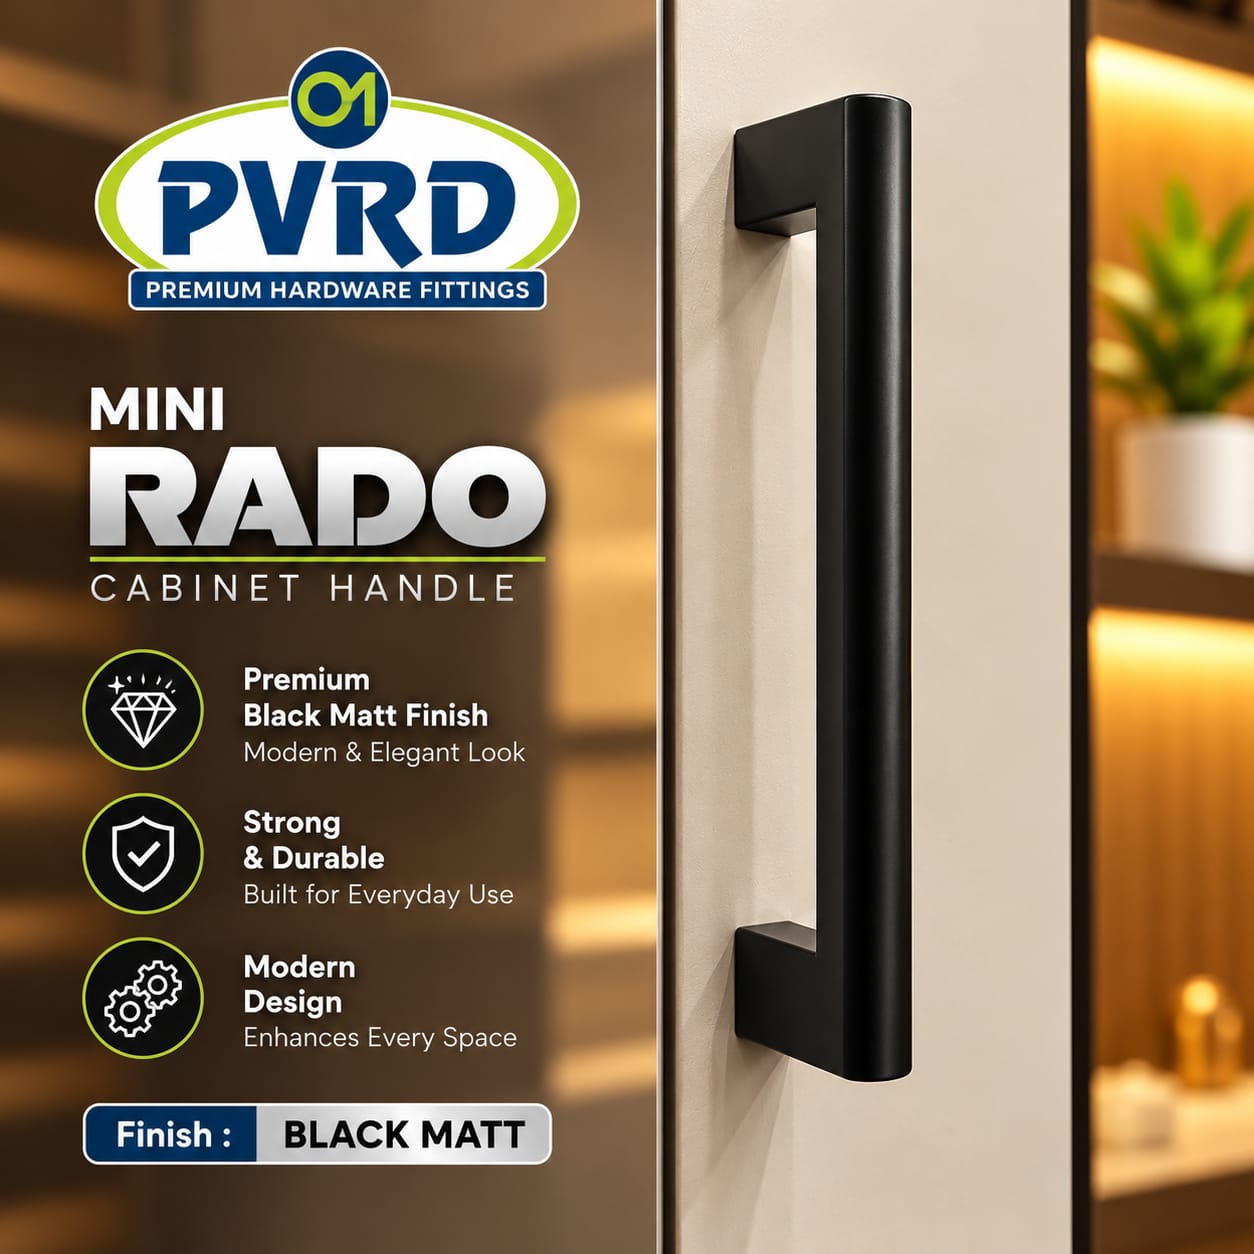 01
PVRD
PREMIUM HARDWARE FITTINGS
MINI
RADO
CABINET HANDLE
Premium
Black Matt Finish
Modern & Elegant Look
Strong
& Durable
Built for Everyday Use
Modern
Design
Enhances Every Space
Finish : BLACK MATT